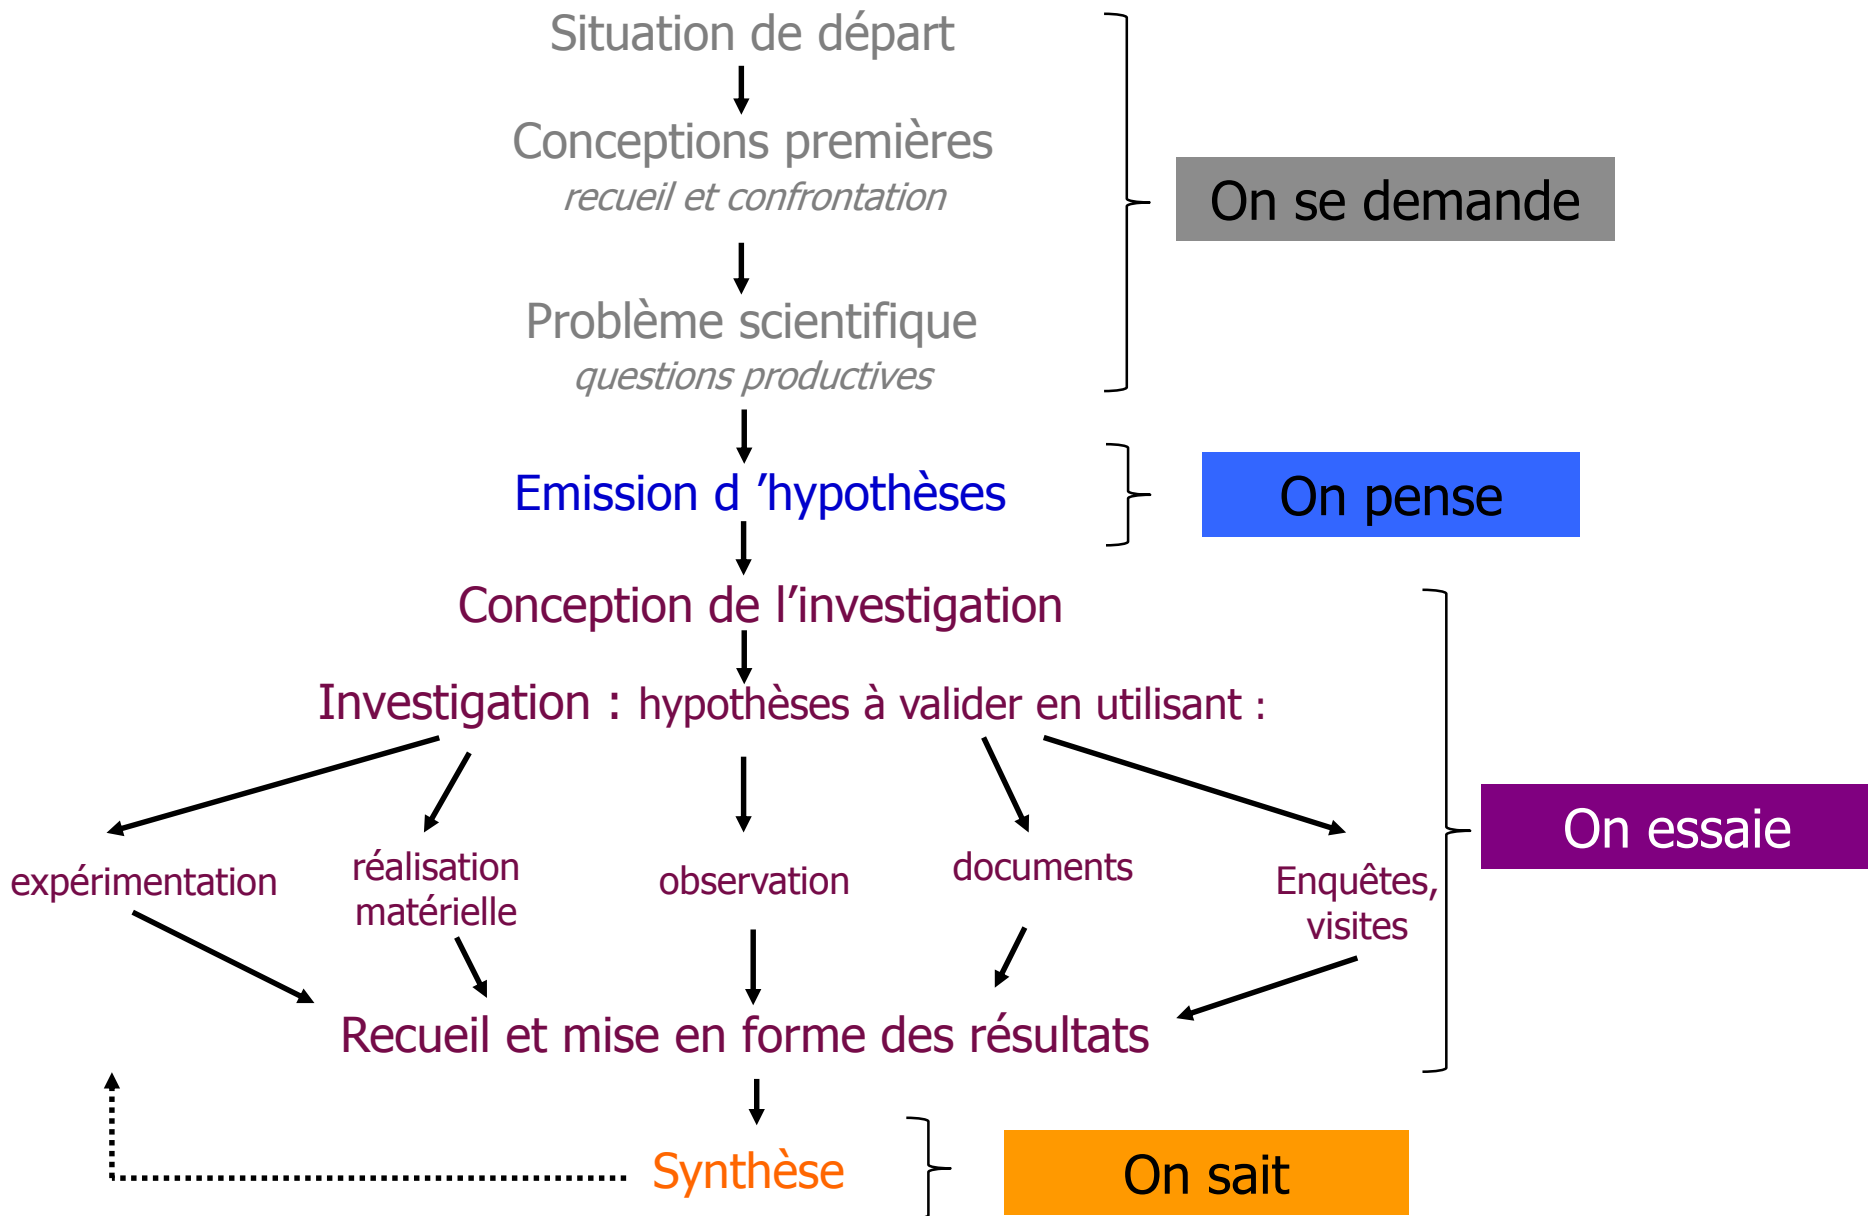 Situation de départ
Conceptions premières
recueil et confrontation
On se demande
Problème scientifique
questions productives
Emission d ’hypothèses
On pense
Conception de l’investigation
Investigation : hypothèses à valider en utilisant :
On essaie
expérimentation
réalisation
matérielle
observation
documents
Enquêtes,
visites
Recueil et mise en forme des résultats
Synthèse
On sait